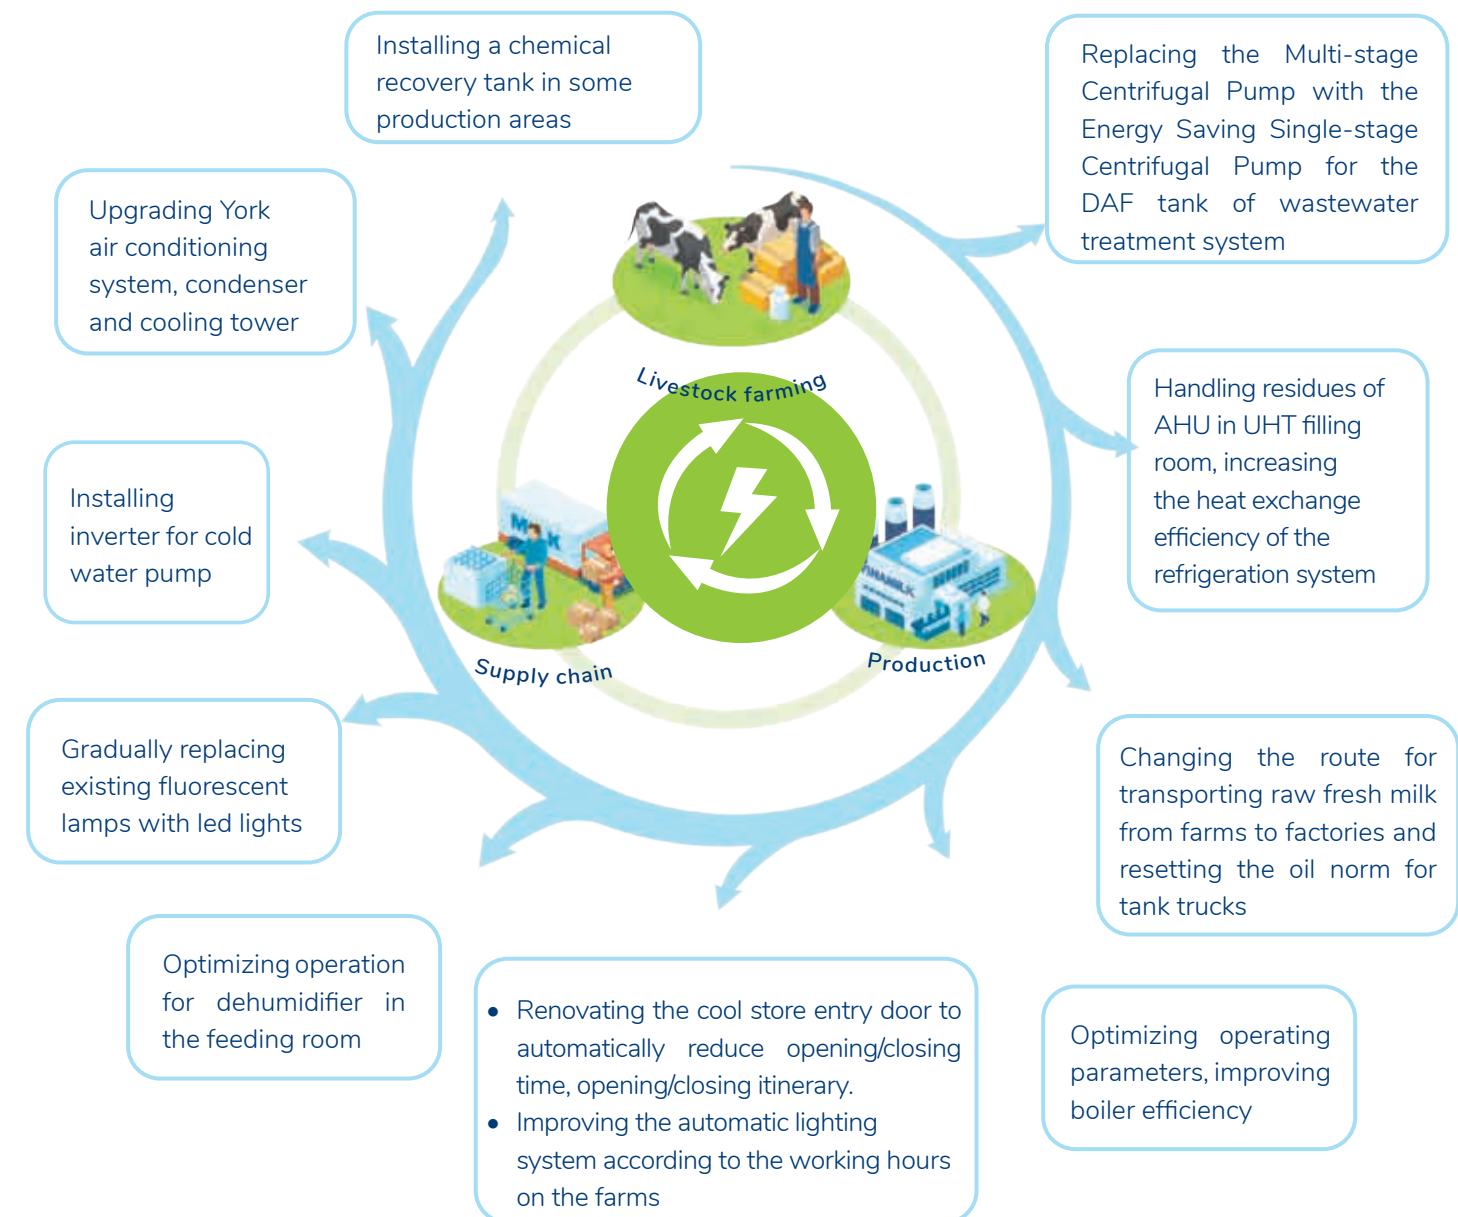 Installing a chemical
recovery tank in some
production areas
Replacing the Multi-stage
Centrifugal Pump with the
Energy Saving Single-stage
Centrifugal Pump for the
DAF tank of wastewater
treatment system
Upgrading York
air conditioning
system, condenser
and cooling tower
Livestock farming
Handling residues of
AHU in UHT filling
room, increasing
the heat exchange
efficiency of the
refrigeration system
Installing
inverter for cold
water pump
VINAMILK
Supply chain
Production
Gradually replacing
existing fluorescent
lamps with led lights
Changing the route for
transporting raw fresh milk
from farms to factories and
resetting the oil norm for
tank trucks
Optimizing operation
for dehumidifier in
the feeding room
• Renovating the cool store entry door to
automatically reduce opening/closing
time, opening/closing itinerary.
• Improving the automatic lighting
system according to the working hours
on the farms
Optimizing operating
parameters, improving
boiler efficiency